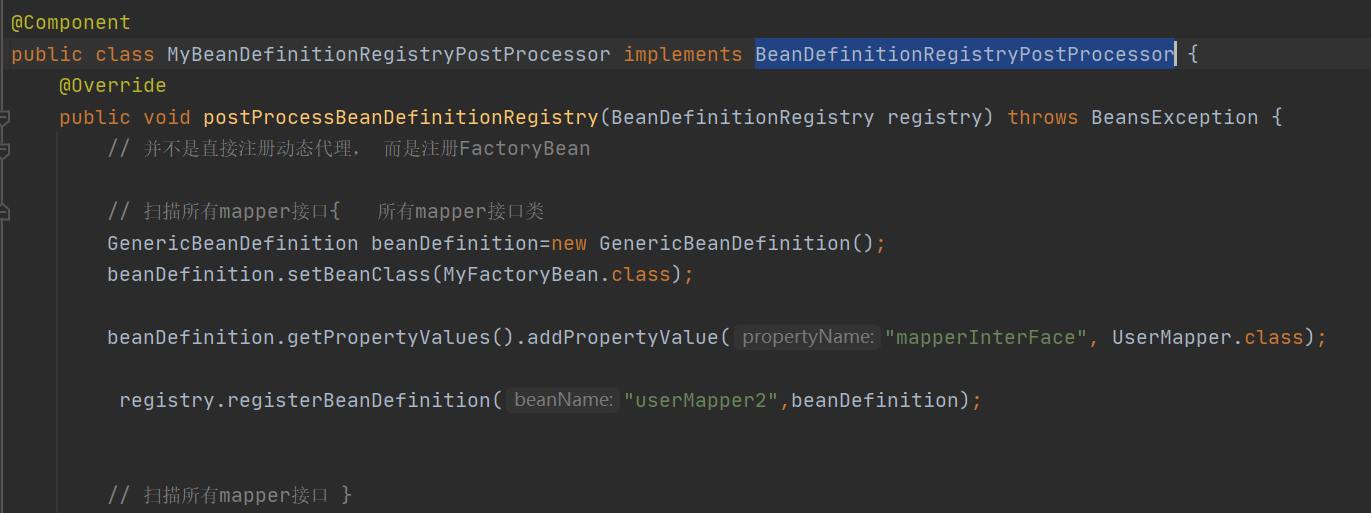 @Component
public class MyBeanDefinitionRegistryPostProcessor implements BeanDefinitionRegistryPostProcessor {
@Override
public void postProcessBeanDefinitionRegistry(BeanDefinitionRegistry registry) throws BeansException {
// 并不是直接注册动态代理， 而是注册FactoryBean
// 扫描所有mapper接口{   所有mapper接口类
GenericBeanDefinition beanDefinition=new GenericBeanDefinition();
beanDefinition.setBeanClass(MyFactoryBean.class);
beanDefinition.getPropertyValues().addPropertyValue( propertyName: "mapperInterFace", UserMapper.class);
registry.registerBeanDefinition( beanName: "userMapper2",beanDefinition);
// 扫描所有mapper接口 }